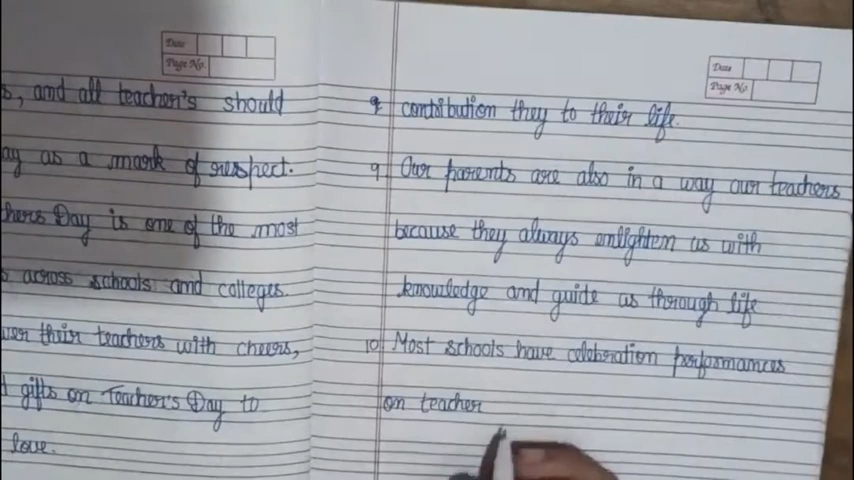 Date
Page No
and all teacher's should
as a mark of respect.
Day is one of the most
across schools and colleges.
their teachers with cheers,
gifts on Teacher's Day to
love.
Date
Page No
contribution they to their life.
9. Our parents are also in a way our teachers
because they always enlighten us with
knowledge and guide us through life
10. Most schools have celebration performances
on teacher